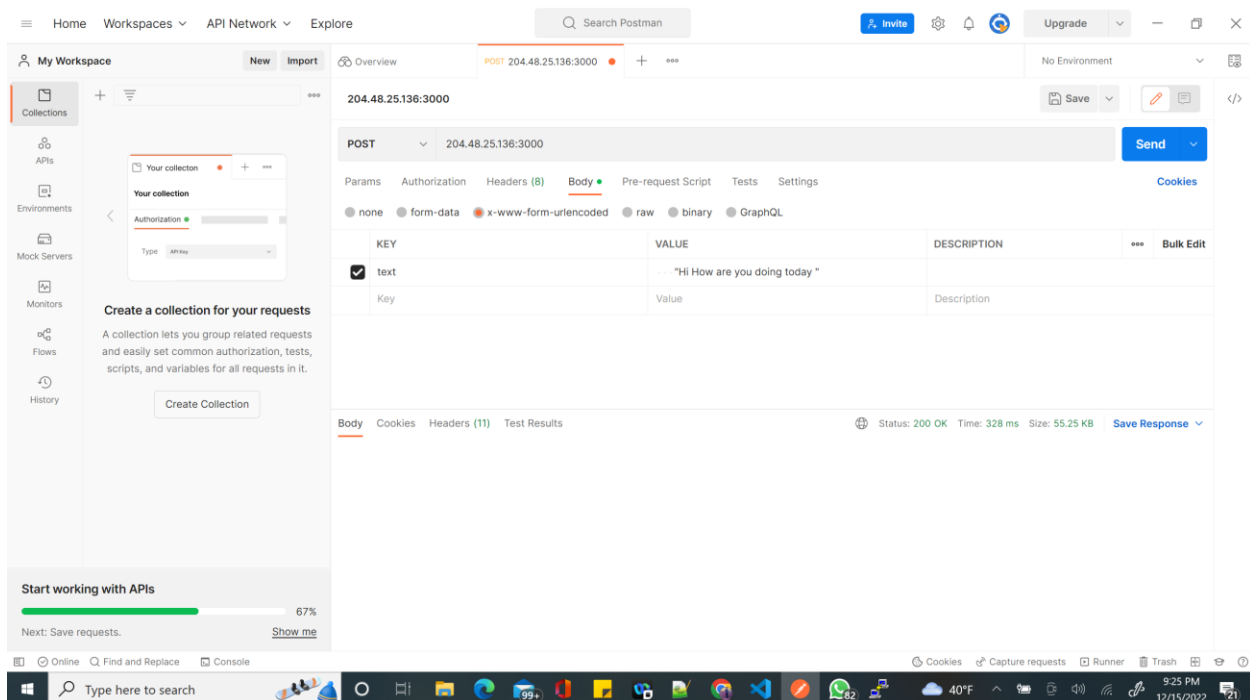 Home Workspaces API Network Explore Search Postman Invite Upgrade
My Workspace New Import Overview POST 204.48.25.136:3000 No Environment
Collections
APIs
Environments
Mock Servers
Monitors
Flows
History
Your collecton
Your collection
Authorization
Type API Key
Create a collection for your requests
A collection lets you group related requests
and easily set common authorization, tests,
scripts, and variables for all requests in it.
Create Collection
Start working with APIs
67%
Next: Save requests. Show me
204.48.25.136:3000 Save
POST 204.48.25.136:3000 Send
Params Authorization Headers (8) Body Pre-request Script Tests Settings Cookies
none form-data x-www-form-urlencoded raw binary GraphQL
KEY VALUE DESCRIPTION Bulk Edit
text "Hi How are you doing today "
Key Value Description
Body Cookies Headers (11) Test Results Status: 200 OK Time: 328 ms Size: 55.25 KB Save Response
Online Find and Replace Console Cookies Capture requests Runner Trash
Type here to search 99+ 82 40°F 9:25 PM
12/15/2022 21